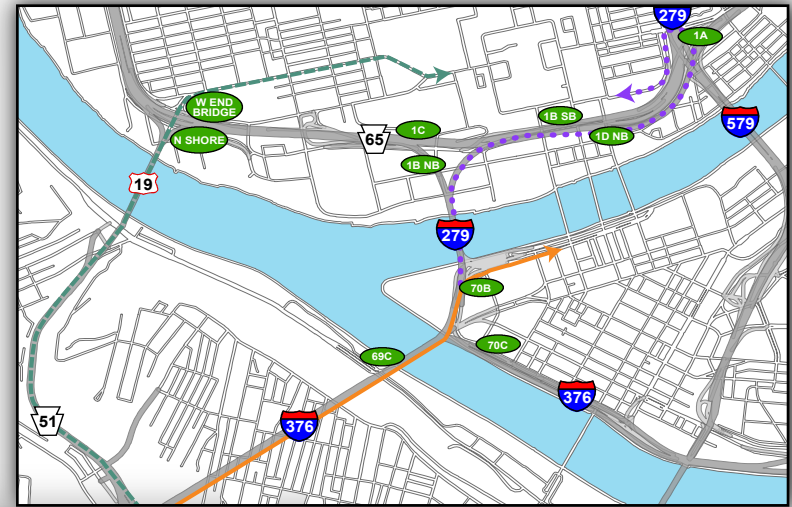 279
1A
W END
BRIDGE
1B SB
579
1C
65
1D NB
N SHORE
1B NB
19
279
70B
70C
69C
376
376
51